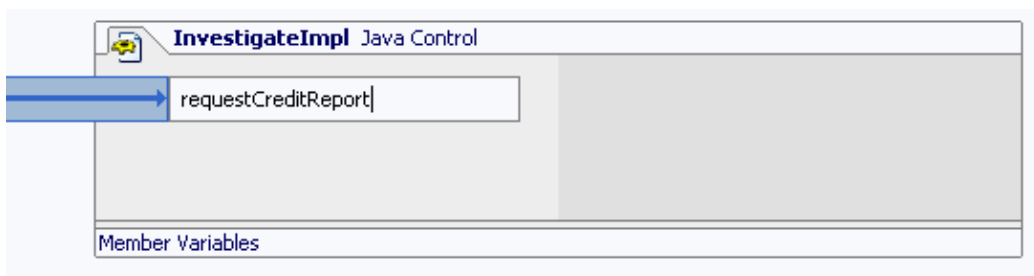 InvestigateImpl Java Control
requestCreditReport
Member Variables